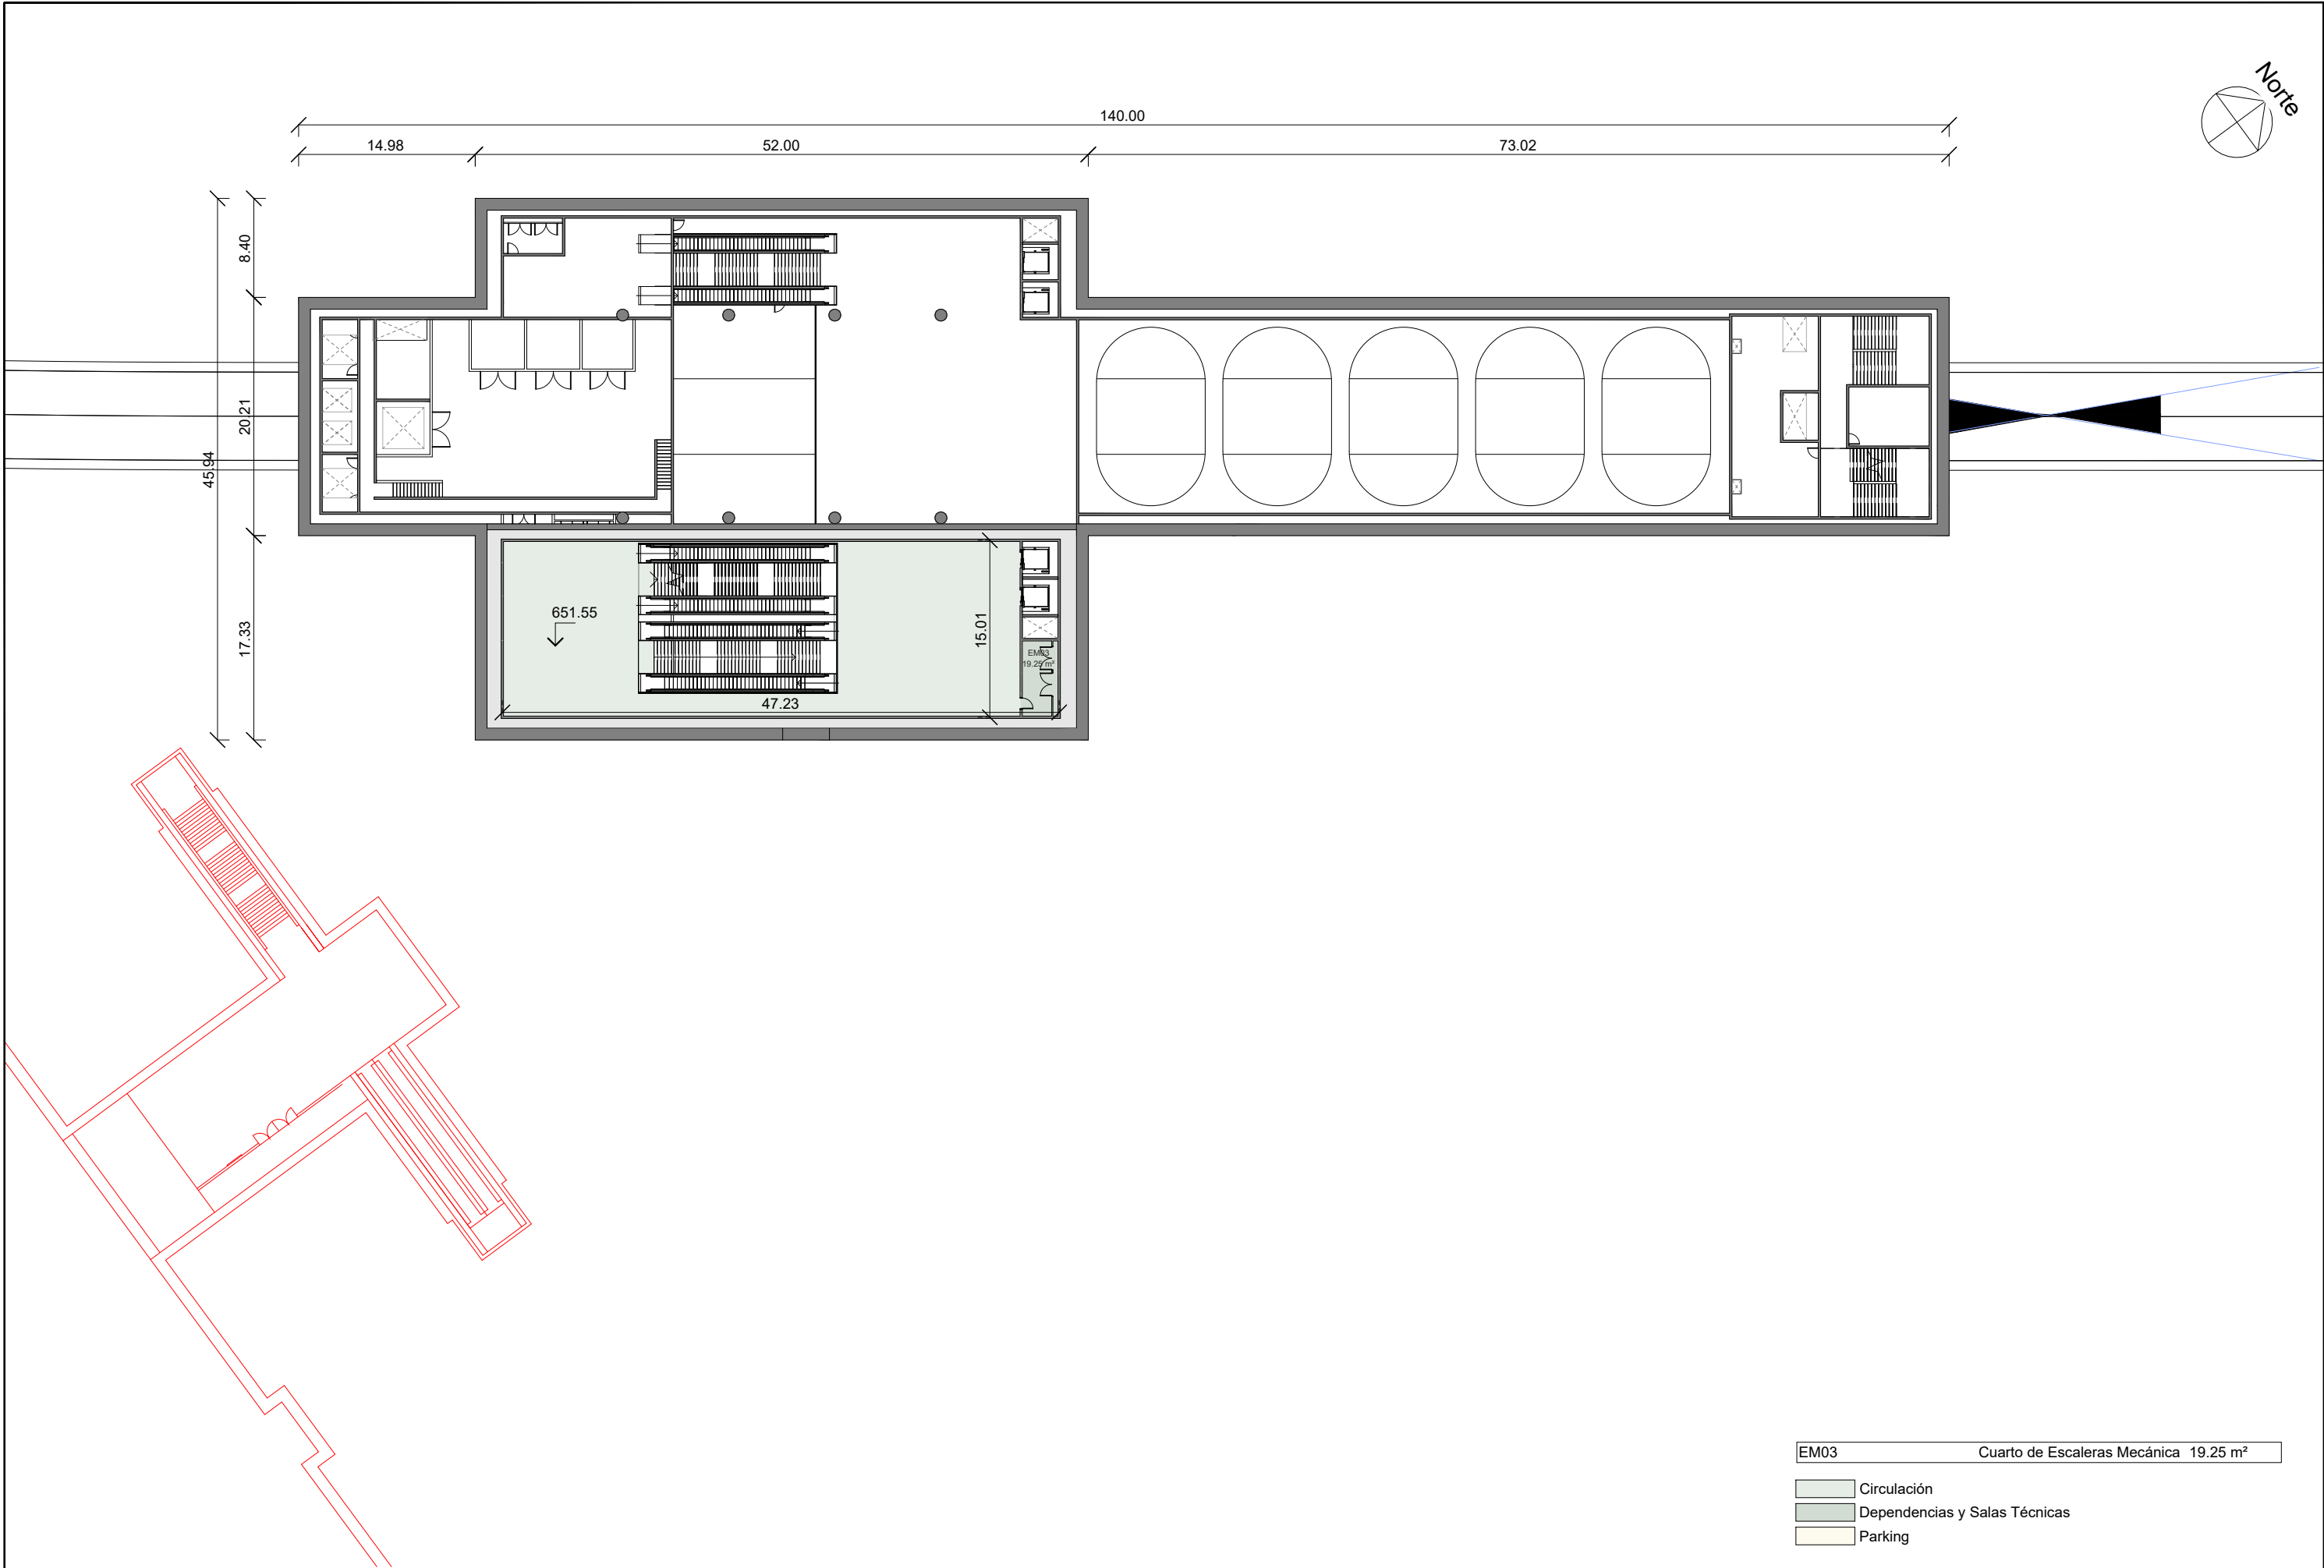 Norte
140.00
14.98
52.00
73.02
8.40
20.21
45.94
17.33
651.55
15.01
EM03
19.25 m²
47.23
EM03 Cuarto de Escaleras Mecánica 19.25 m²
Circulación
Dependencias y Salas Técnicas
Parking